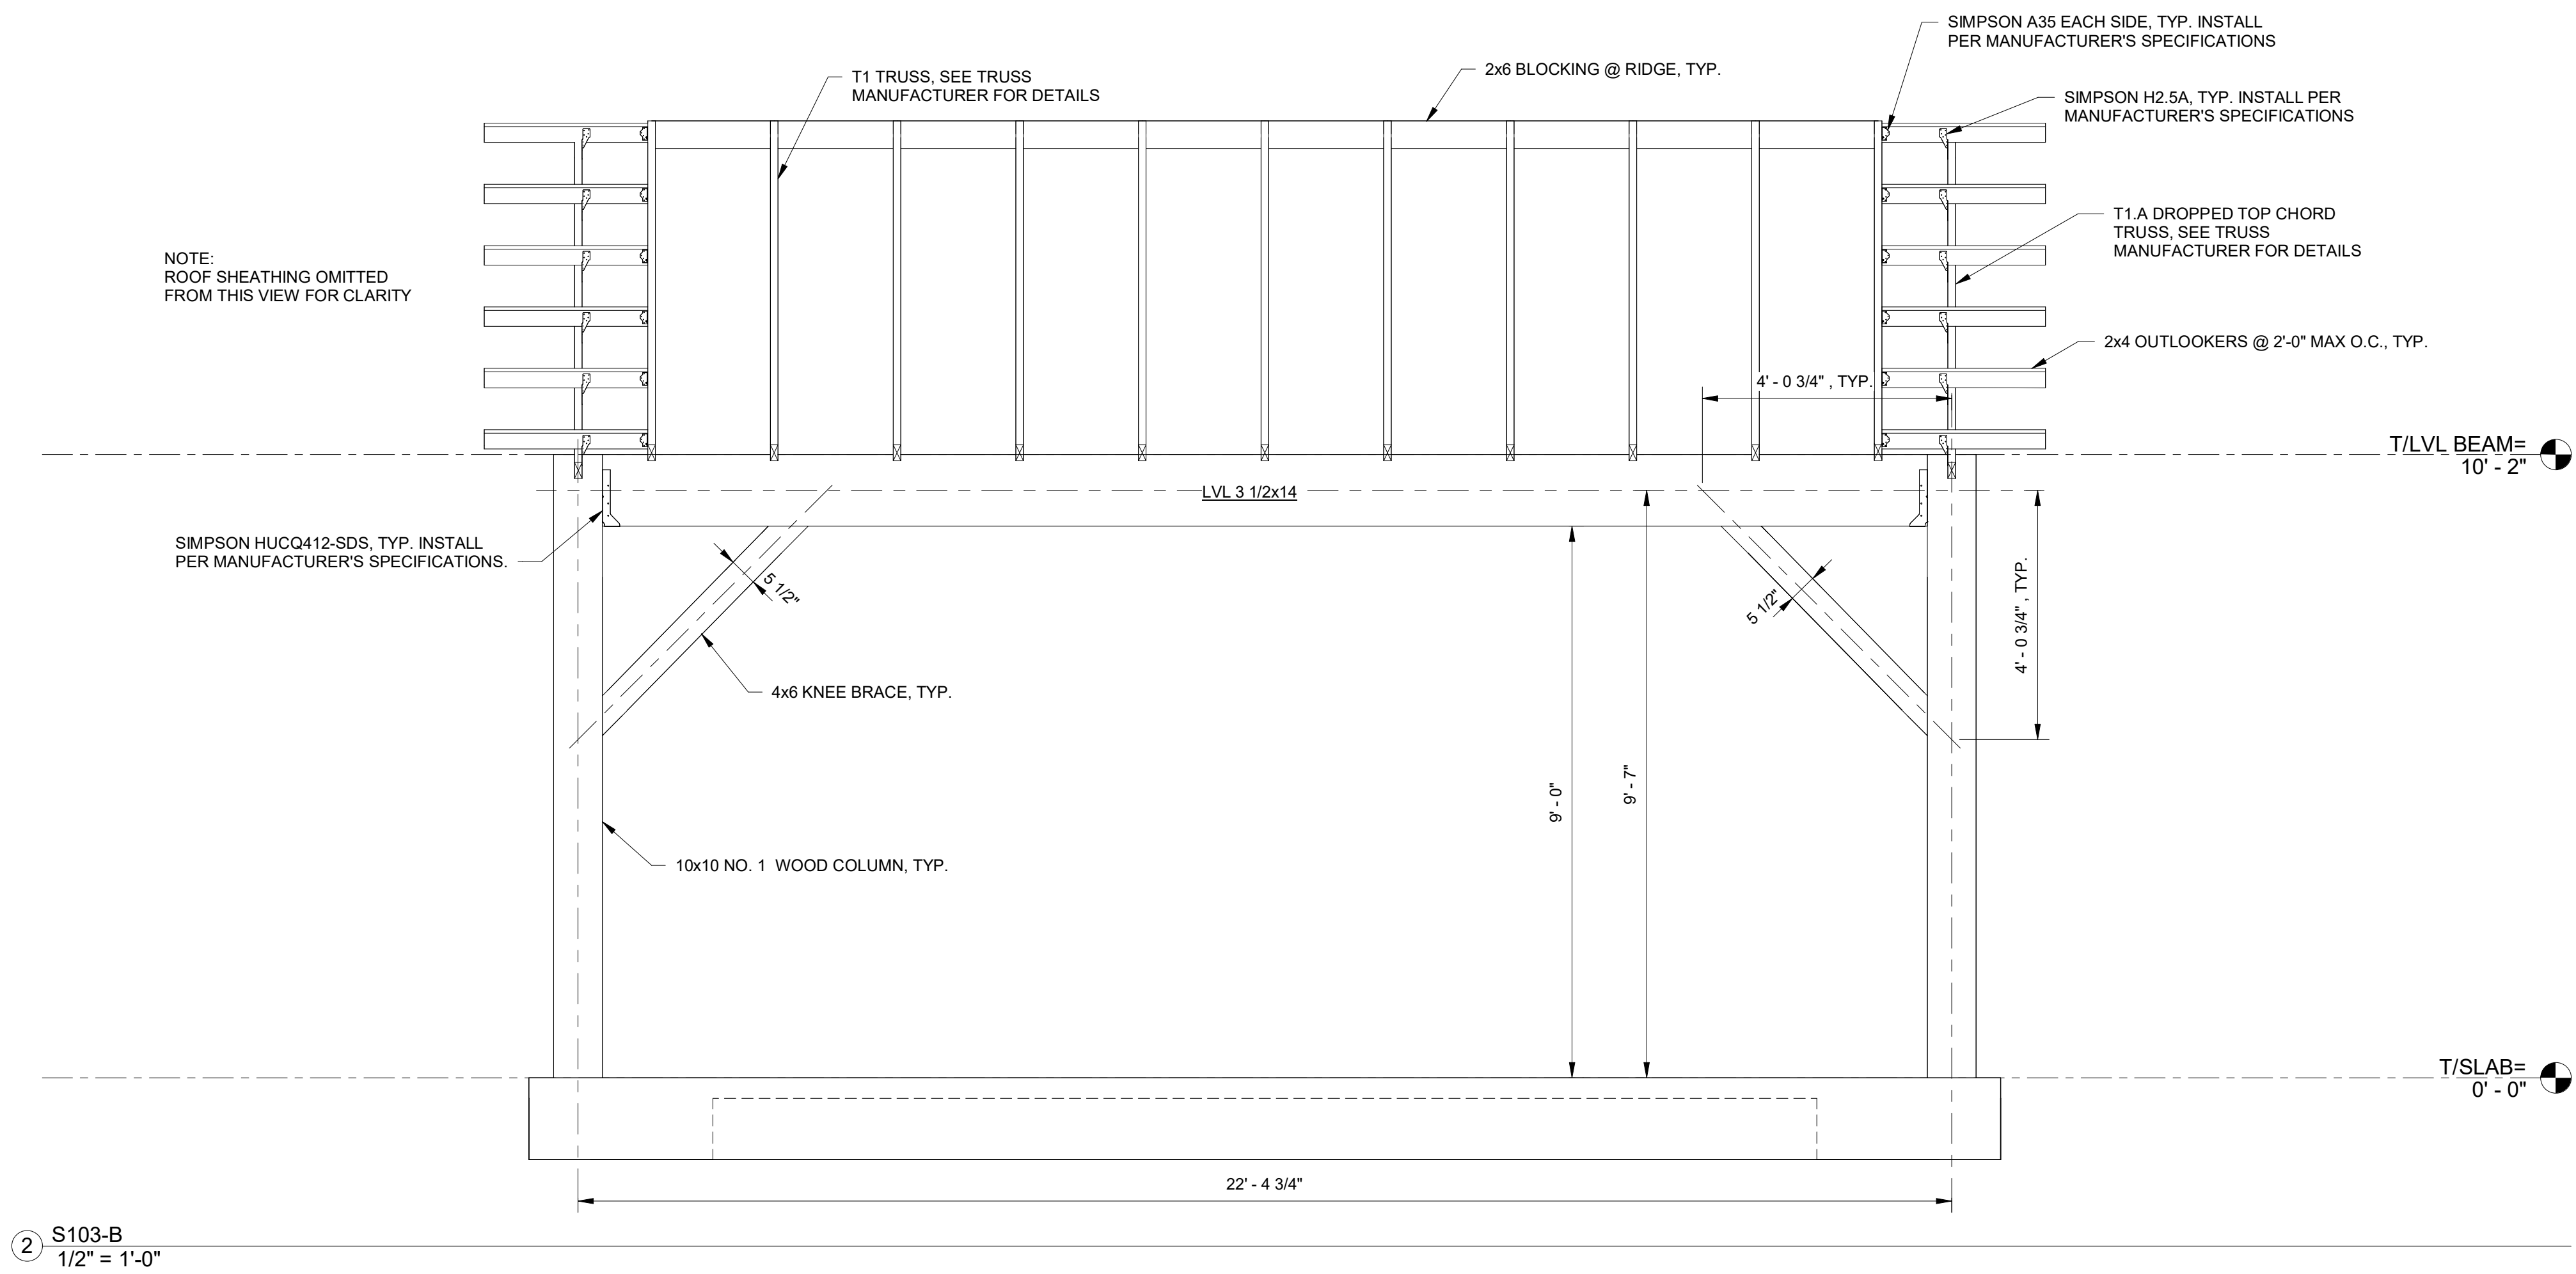 SIMPSON A35 EACH SIDE, TYP. INSTALL
PER MANUFACTURER'S SPECIFICATIONS
T1 TRUSS, SEE TRUSS
MANUFACTURER FOR DETAILS
2x6 BLOCKING @ RIDGE, TYP.
SIMPSON H2.5A, TYP. INSTALL PER
MANUFACTURER'S SPECIFICATIONS
T1.A DROPPED TOP CHORD
TRUSS, SEE TRUSS
MANUFACTURER FOR DETAILS
NOTE:
ROOF SHEATHING OMITTED
FROM THIS VIEW FOR CLARITY
2x4 OUTLOOKERS @ 2'-0" MAX O.C., TYP.
4' - 0 3/4" , TYP.
T/LVL BEAM=
10' - 2"
LVL 3 1/2x14
SIMPSON HUCQ412-SDS, TYP. INSTALL
PER MANUFACTURER'S SPECIFICATIONS.
5 1/2"
5 1/2"
4' - 0 3/4" , TYP.
4x6 KNEE BRACE, TYP.
9' - 0"
9' - 7"
10x10 NO. 1 WOOD COLUMN, TYP.
T/SLAB=
0' - 0"
22' - 4 3/4"
2
S103-B
1/2" = 1'-0"